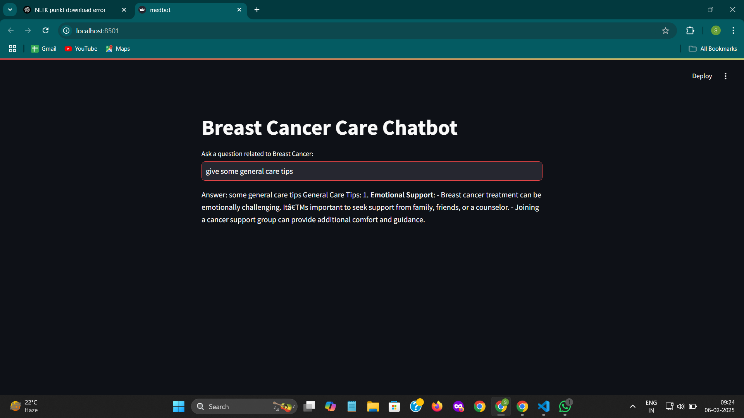 NLTK punkt download error
medbot
localhost:8501
Gmail
YouTube
Maps
All Bookmarks
Deploy
Breast Cancer Care Chatbot
Ask a question related to Breast Cancer:
give some general care tips
Answer: some general care tips General Care Tips: 1. Emotional Support: - Breast cancer treatment can be
emotionally challenging. Itâ€TMs important to seek support from family, friends, or a counselor. - Joining
a cancer support group can provide additional comfort and guidance.
22°C
Haze
Search
ENG
IN
09:24
06-02-2025